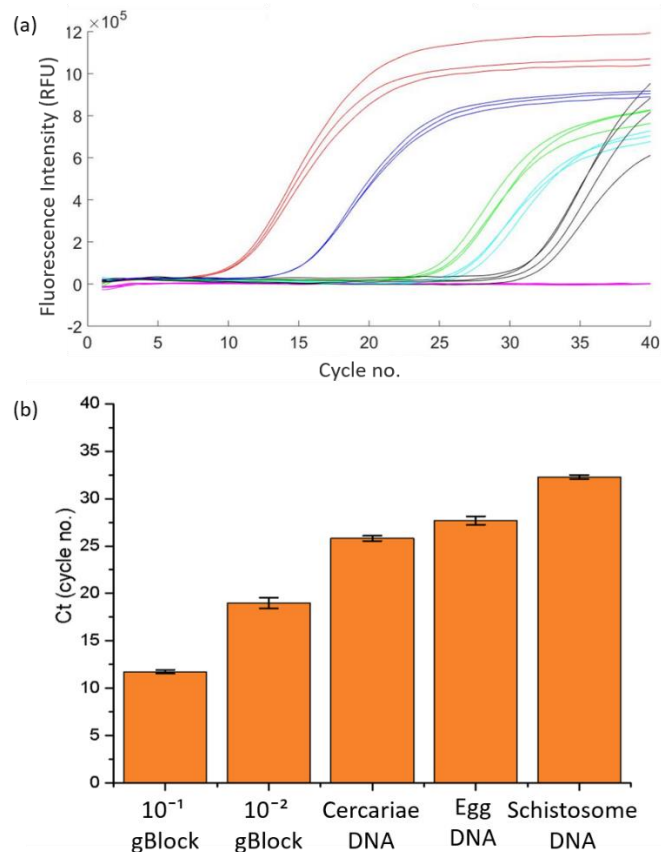 (a)
×10⁵
12
10
8
6
4
2
0
-2
Fluorescence Intensity (RFU)
0 5 10 15 20 25 30 35 40
Cycle no.
(b)
40
35
30
25
20
15
10
5
0
Ct (cycle no.)
10⁻¹ 10⁻² Cercariae Egg Schistosome
gBlock gBlock DNA DNA DNA